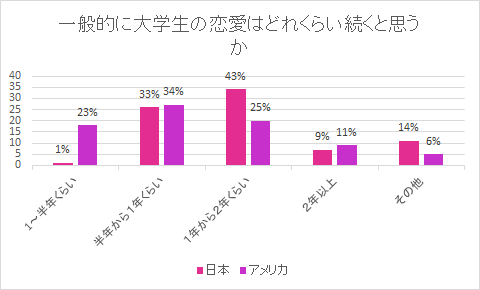 一般的に大学生の恋愛はどれくらい続くと思う
か
40
35
30
25
20
15
10
5
0
1%
23%
33%
34%
43%
25%
9%
11%
14%
6%
1～半年くらい
半年から1年くらい
1年から2年くらい
2年以上
その他
日本 アメリカ